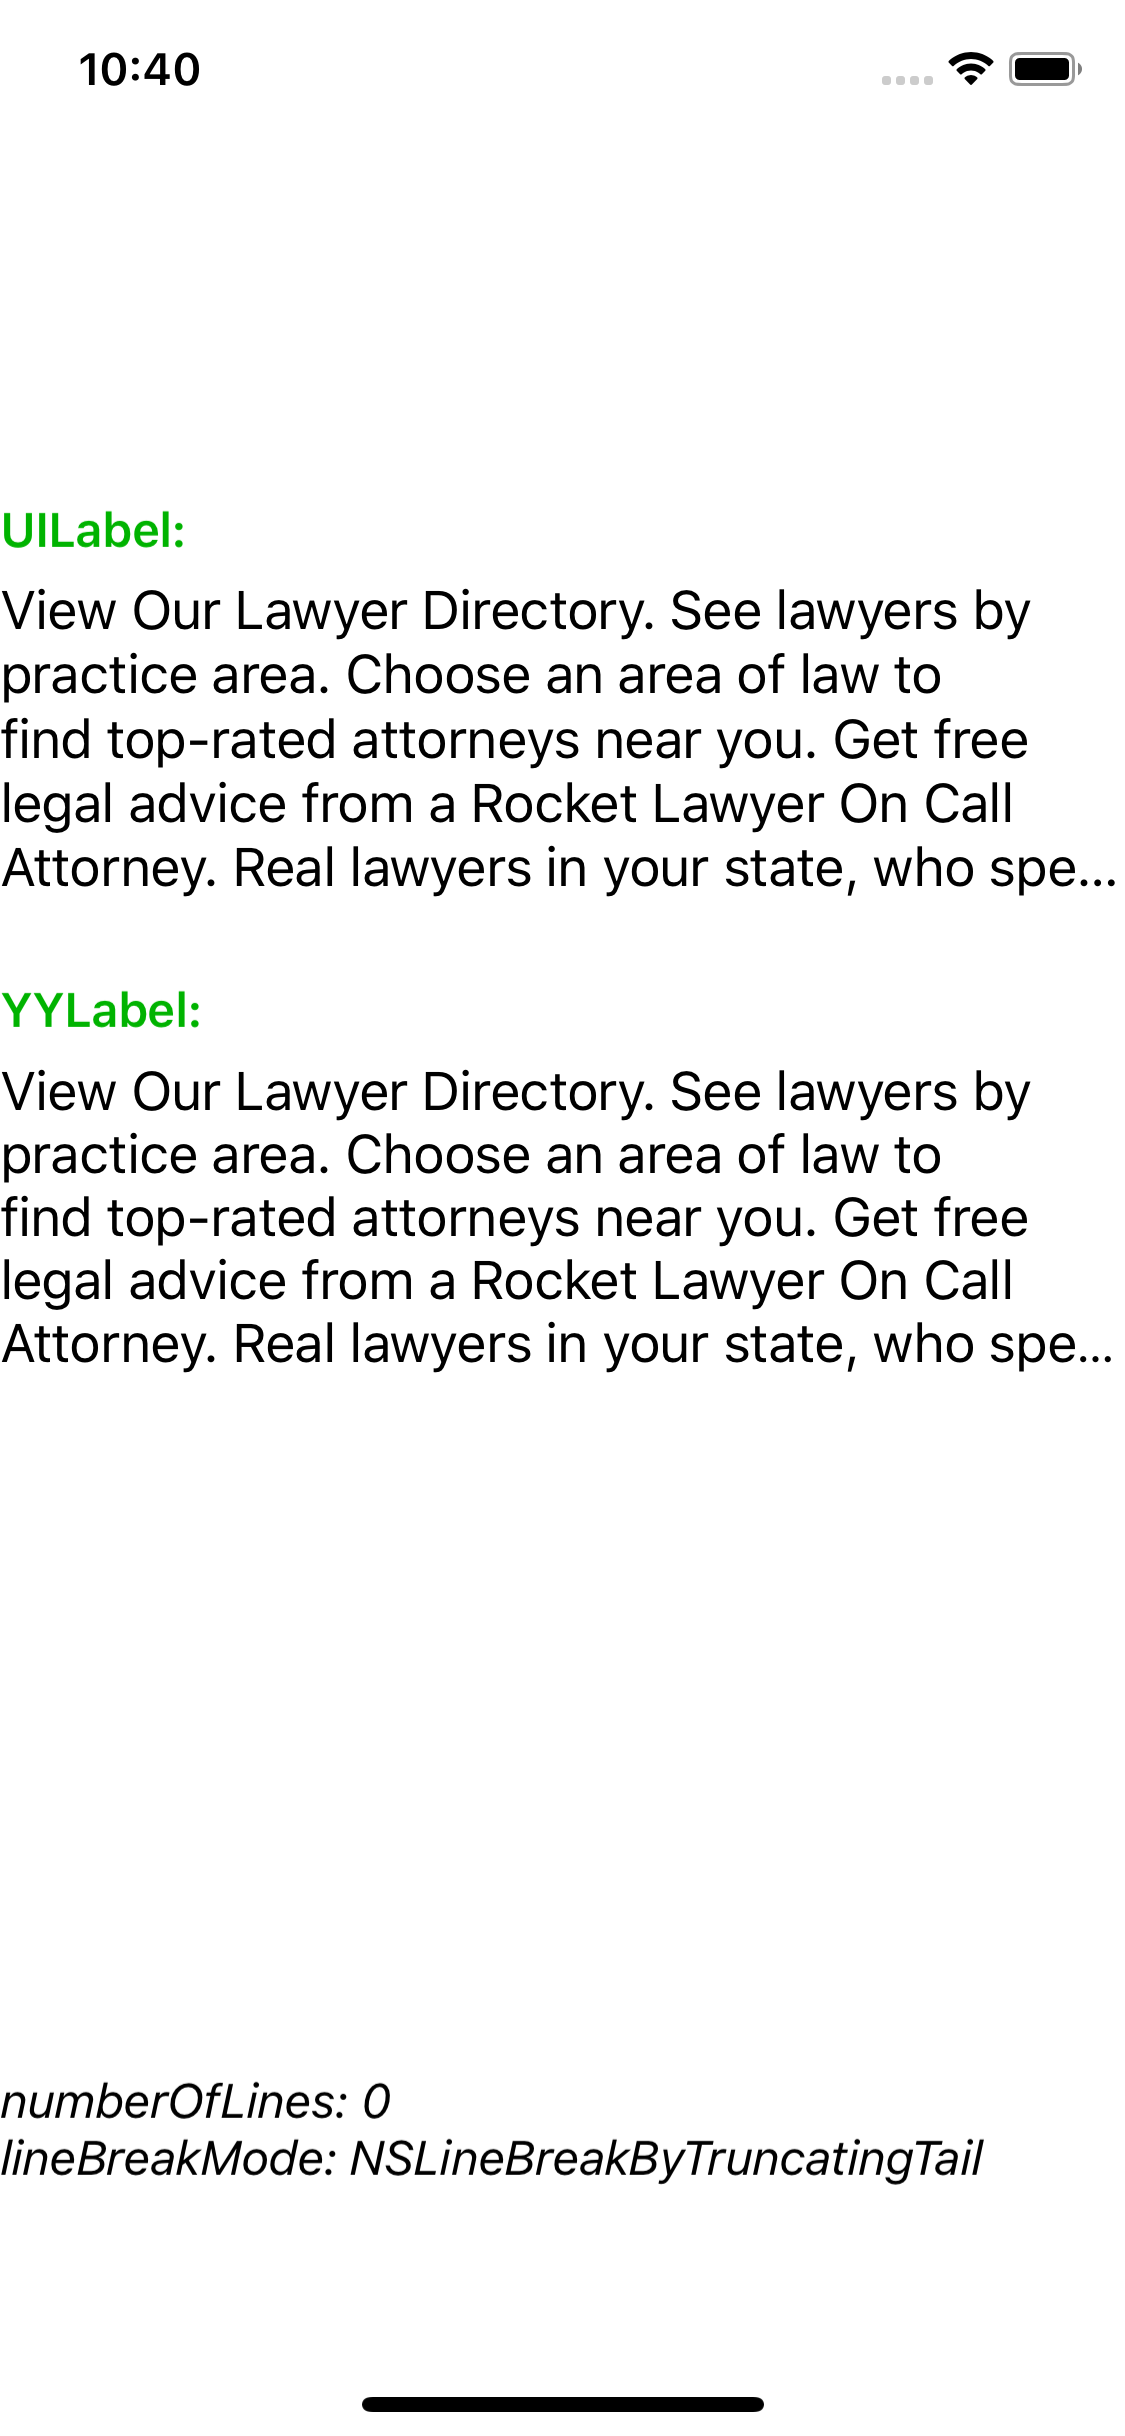 10:40
UILabel:
View Our Lawyer Directory. See lawyers by
practice area. Choose an area of law to
find top-rated attorneys near you. Get free
legal advice from a Rocket Lawyer On Call
Attorney. Real lawyers in your state, who spe...
YYLabel:
View Our Lawyer Directory. See lawyers by
practice area. Choose an area of law to
find top-rated attorneys near you. Get free
legal advice from a Rocket Lawyer On Call
Attorney. Real lawyers in your state, who spe...
numberOfLines: 0
lineBreakMode: NSLineBreakByTruncatingTail